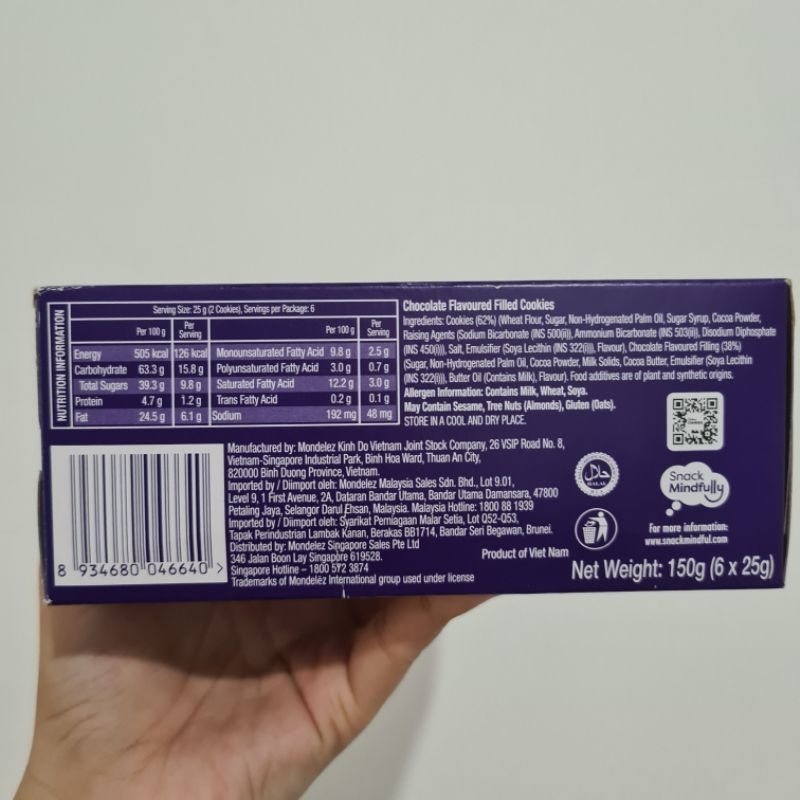 NUTRITION INFORMATION
Serving Size: 25 g (2 Cookies), Servings per Package: 6
Per 100 g Per Serving Per 100 g Per Serving
Energy 505 kcal 126 kcal Monounsaturated Fatty Acid 9.8 g 2.5 g
Carbohydrate 63.3 g 15.8 g Polyunsaturated Fatty Acid 3.0 g 0.7 g
Total Sugars 39.3 g 9.8 g Saturated Fatty Acid 12.2 g 3.0 g
Protein 4.7 g 1.2 g Trans Fatty Acid 0.2 g 0.1 g
Fat 24.5 g 6.1 g Sodium 192 mg 48 mg
Chocolate Flavoured Filled Cookies
Ingredients: Cookies (62%) (Wheat Flour, Sugar, Non-Hydrogenated Palm Oil, Sugar Syrup, Cocoa Powder,
Raising Agents (Sodium Bicarbonate (INS 500(ii)), Ammonium Bicarbonate (INS 503(ii)), Disodium Diphosphate
(INS 450(i))), Salt, Emulsifier (Soya Lecithin (INS 322(i))), Flavour), Chocolate Flavoured Filling (38%)
(Sugar, Non-Hydrogenated Palm Oil, Cocoa Powder, Milk Solids, Cocoa Butter, Emulsifier (Soya Lecithin
(INS 322(i))), Butter Oil (Contains Milk), Flavour). Food additives are of plant and synthetic origins.
Allergen Information: Contains Milk, Wheat, Soya.
May Contain Sesame, Tree Nuts (Almonds), Gluten (Oats).
STORE IN A COOL AND DRY PLACE.
8 934680 046640 >
Manufactured by: Mondelez Kinh Do Vietnam Joint Stock Company, 26 VSIP Road No. 8,
Vietnam-Singapore Industrial Park, Binh Hoa Ward, Thuan An City,
820000 Binh Duong Province, Vietnam.
Imported by / Diimport oleh: Mondelez Malaysia Sales Sdn. Bhd., Lot 9.01,
Level 9, 1 First Avenue, 2A, Dataran Bandar Utama, Bandar Utama Damansara, 47800
Petaling Jaya, Selangor Darul Ehsan, Malaysia. Malaysia Hotline: 1800 88 1939
Imported by / Diimport oleh: Syarikat Perniagaan Malar Setia, Lot Q52-Q53,
Tapak Perindustrian Lambak Kanan, Berakas BB1714, Bandar Seri Begawan, Brunei.
Distributed by: Mondelez Singapore Sales Pte Ltd
346 Jalan Boon Lay Singapore 619528.
Singapore Hotline – 1800 572 3874
Trademarks of Mondelēz International group used under license
حلال
HALAL
Product of Viet Nam
Snack
Mindfully
For more information:
www.snackmindful.com
Net Weight: 150g (6 x 25g)